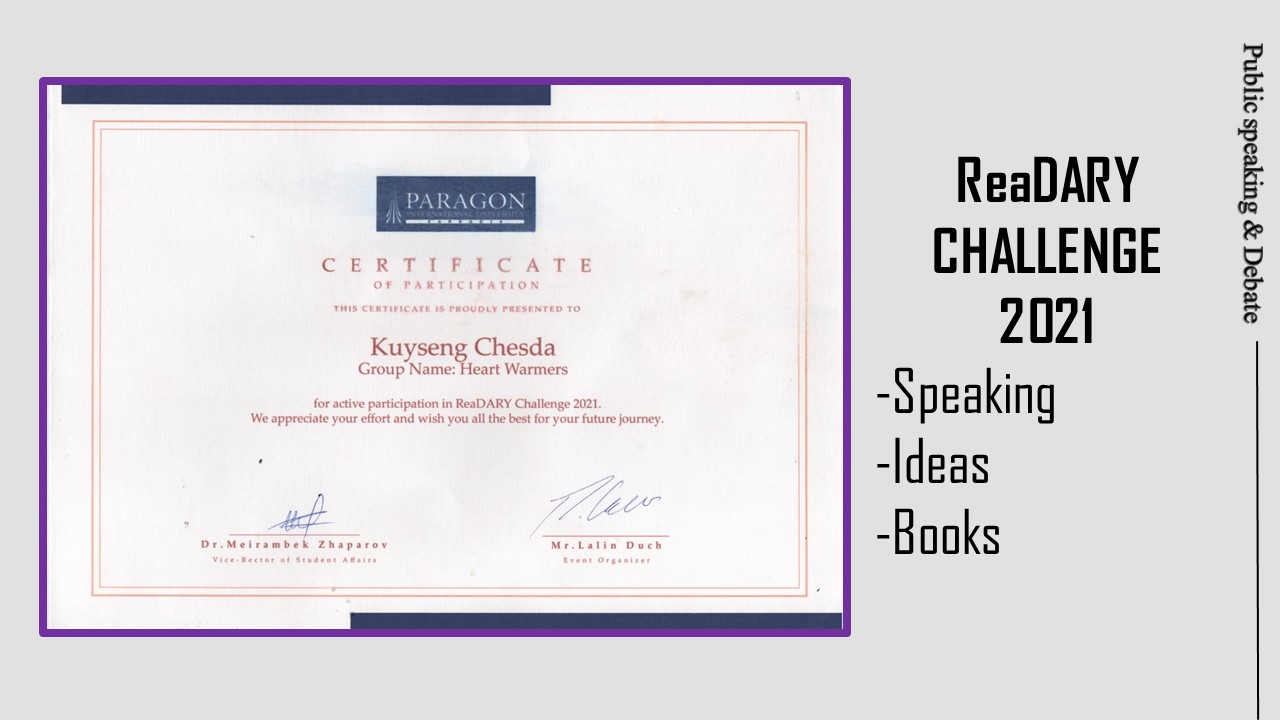 PARAGON
INTERNATIONAL UNIVERSITY
CERTIFICATE
OF PARTICIPATION
THIS CERTIFICATE IS PROUDLY PRESENTED TO
Kuyseng Chesda
Group Name: Heart Warmers
for active participation in ReaDARY Challenge 2021.
We appreciate your effort and wish you all the best for your future journey.
Dr.Meirambek Zhaparov
Vice-Rector of Student Affairs
Mr.Lalin Duch
Event Organizer
ReaDARY
CHALLENGE
2021
-Speaking
-Ideas
-Books
Public speaking & Debate